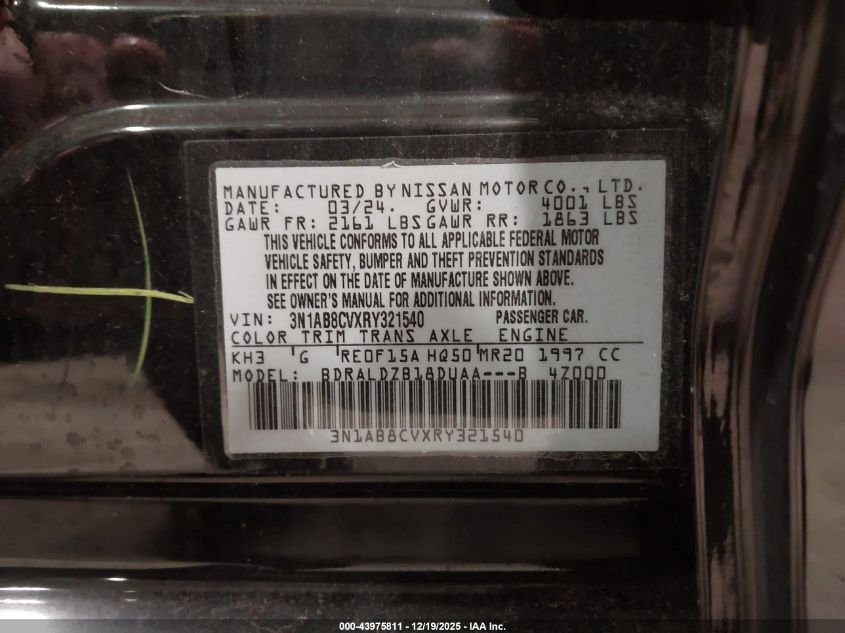 MANUFACTURED BY NISSAN MOTOR CO., LTD.
DATE: 03/24. GVWR: 4001 LBS
GAWR FR: 2161 LBS GAWR RR: 1863 LBS
THIS VEHICLE CONFORMS TO ALL APPLICABLE FEDERAL MOTOR
VEHICLE SAFETY, BUMPER AND THEFT PREVENTION STANDARDS
IN EFFECT ON THE DATE OF MANUFACTURE SHOWN ABOVE.
SEE OWNER'S MANUAL FOR ADDITIONAL INFORMATION.
VIN: 3N1AB8CVXRY321540 PASSENGER CAR.
COLOR TRIM TRANS AXLE ENGINE
KH3 'G 'RE0F15A HQ50'MR20 1997 CC
MODEL: BDRALDZB18DUAA---B 4Z000
3N1AB8CVXRY321540
000-43975811 - 12/19/2025 - IAA Inc.